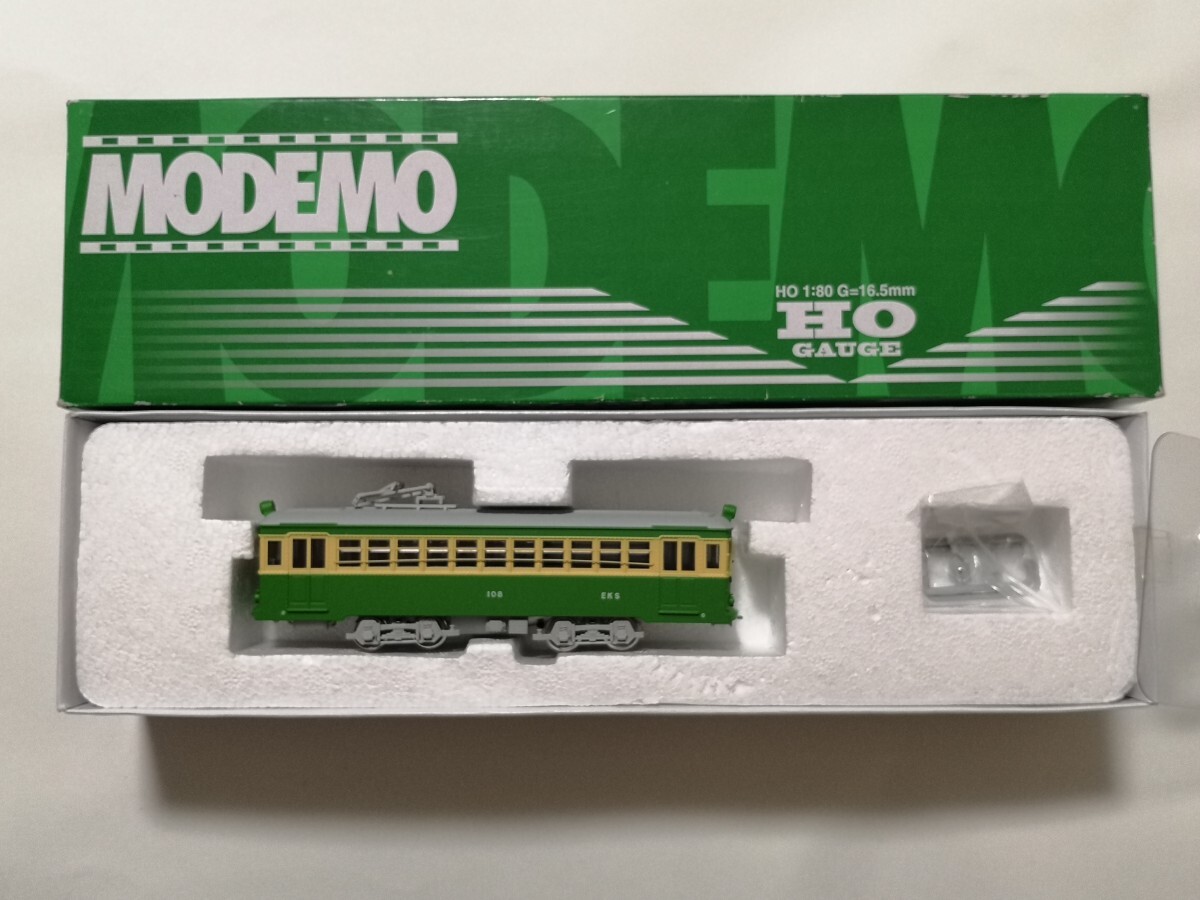 MODEMO
HO 1:80 G=16.5mm
HO
GAUGE
108 EKS